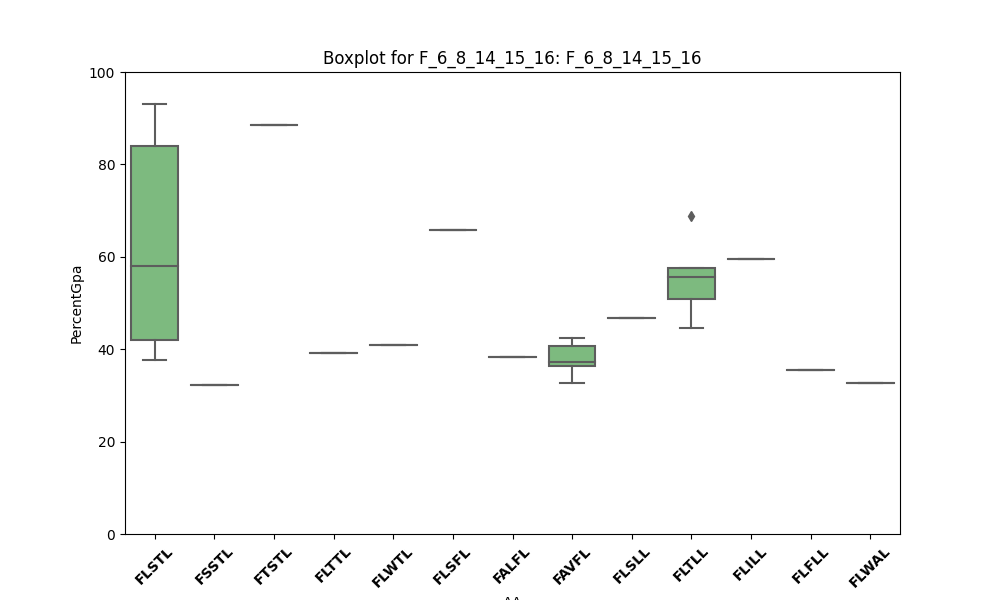 Boxplot for F_6_8_14_15_16: F_6_8_14_15_16
100
80
60
40
20
0
PercentGpa
FLSTL
FSSTL
FTSTL
FLTTL
FLWTL
FLSFL
FALFL
FAVFL
FLSLL
FLTLL
FLILL
FLFLL
FLWAL